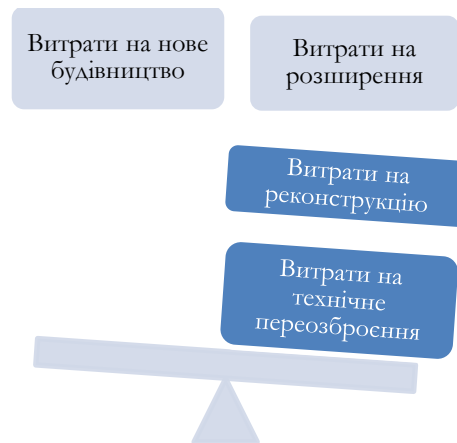 Витрати на нове
будівництво
Витрати на
розширення
Витрати на
реконструкцію
Витрати на
технічне
переозброєння